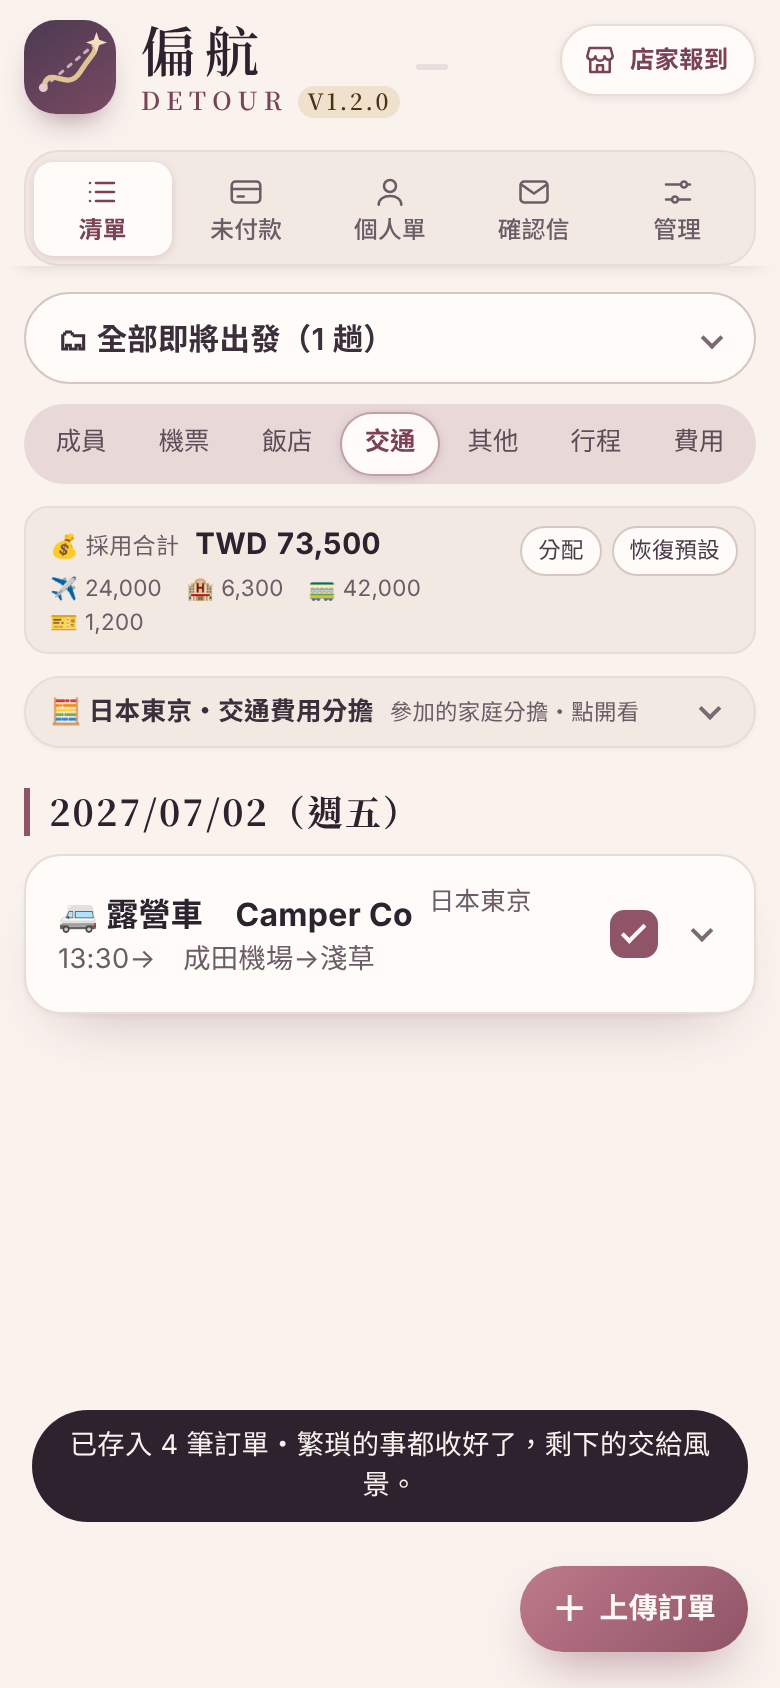 偏航
DETOUR V1.2.0
店家報到
清單
未付款
個人單
確認信
管理
全部即將出發（1 趟）
成員 機票 飯店 交通 其他 行程 費用
採用合計 TWD 73,500
分配
恢復預設
24,000 6,300 42,000
1,200
日本東京・交通費用分擔 參加的家庭分擔・點開看
2027/07/02（週五）
露營車 Camper Co 日本東京
13:30→ 成田機場→淺草
已存入 4 筆訂單・繁瑣的事都收好了，剩下的交給風
景。
＋ 上傳訂單